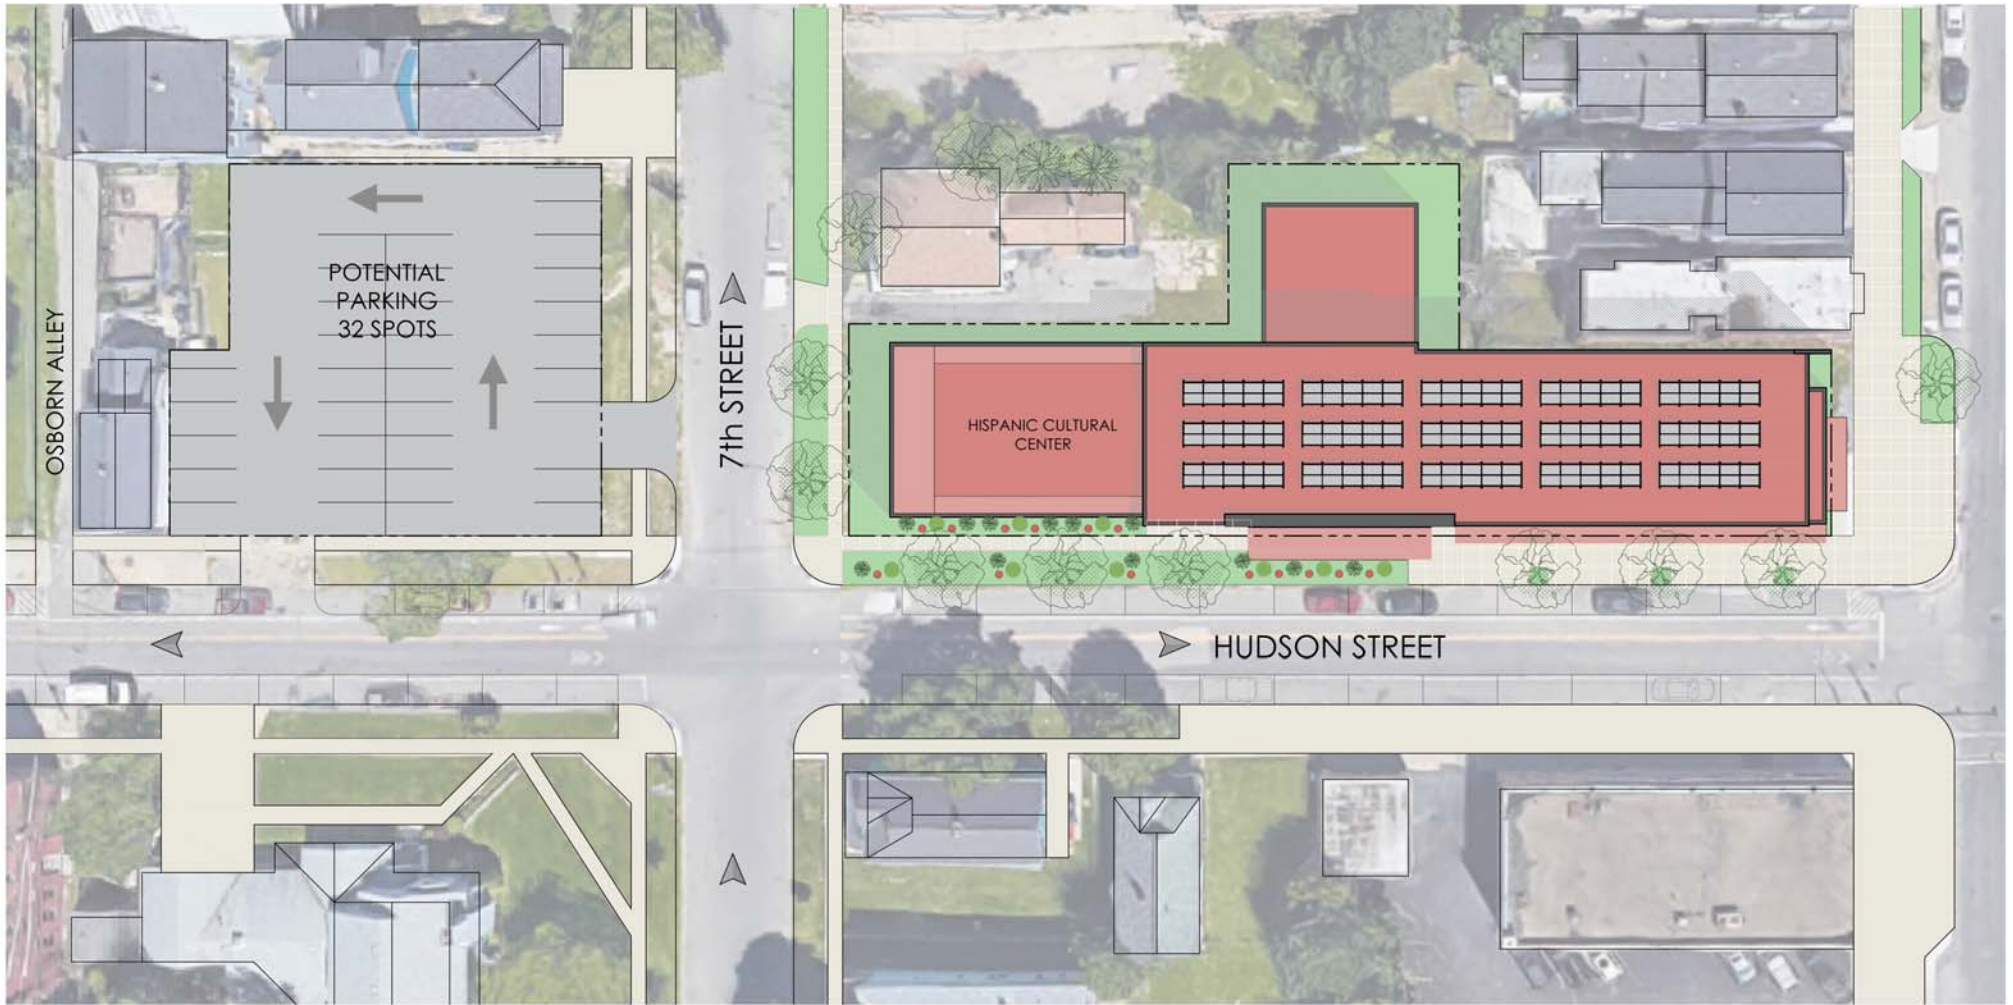 POTENTIAL
PARKING
32 SPOTS
OSBORN ALLEY
7th STREET
HISPANIC CULTURAL
CENTER
HUDSON STREET